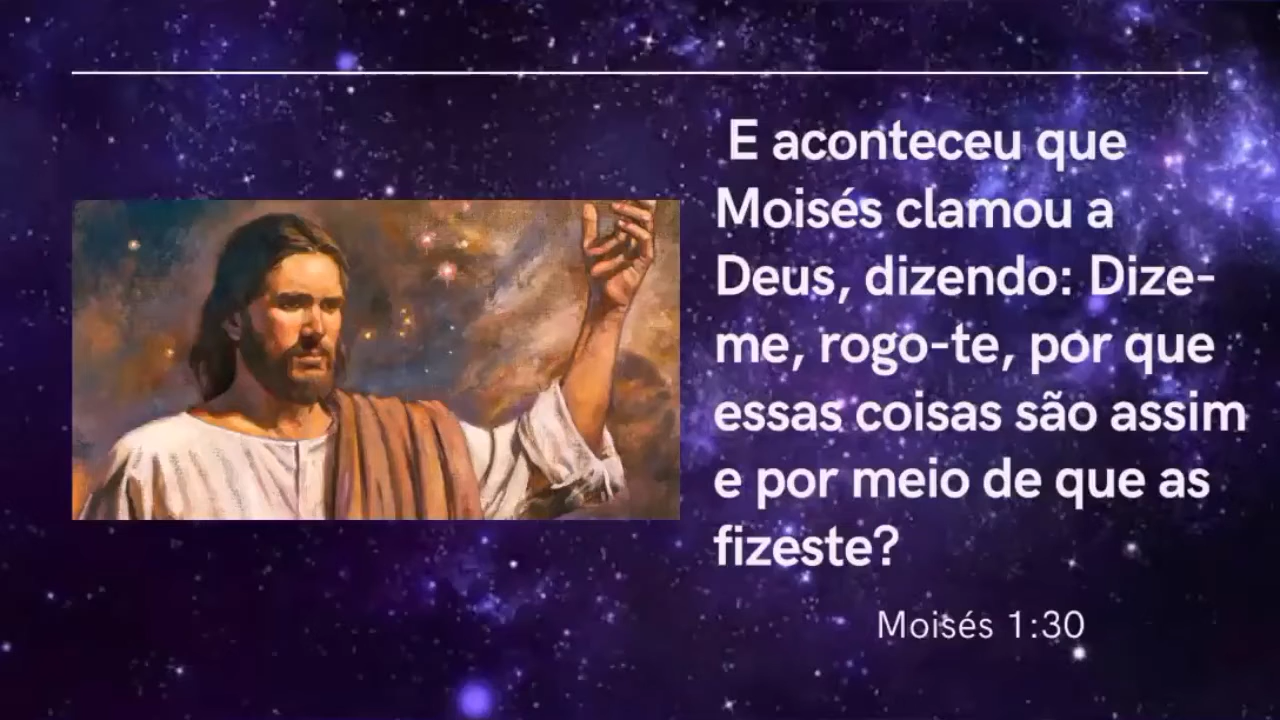 E aconteceu que
Moisés clamou a
Deus, dizendo: Dize-
me, rogo-te, por que
essas coisas são assim
e por meio de que as
fizeste?
Moisés 1:30